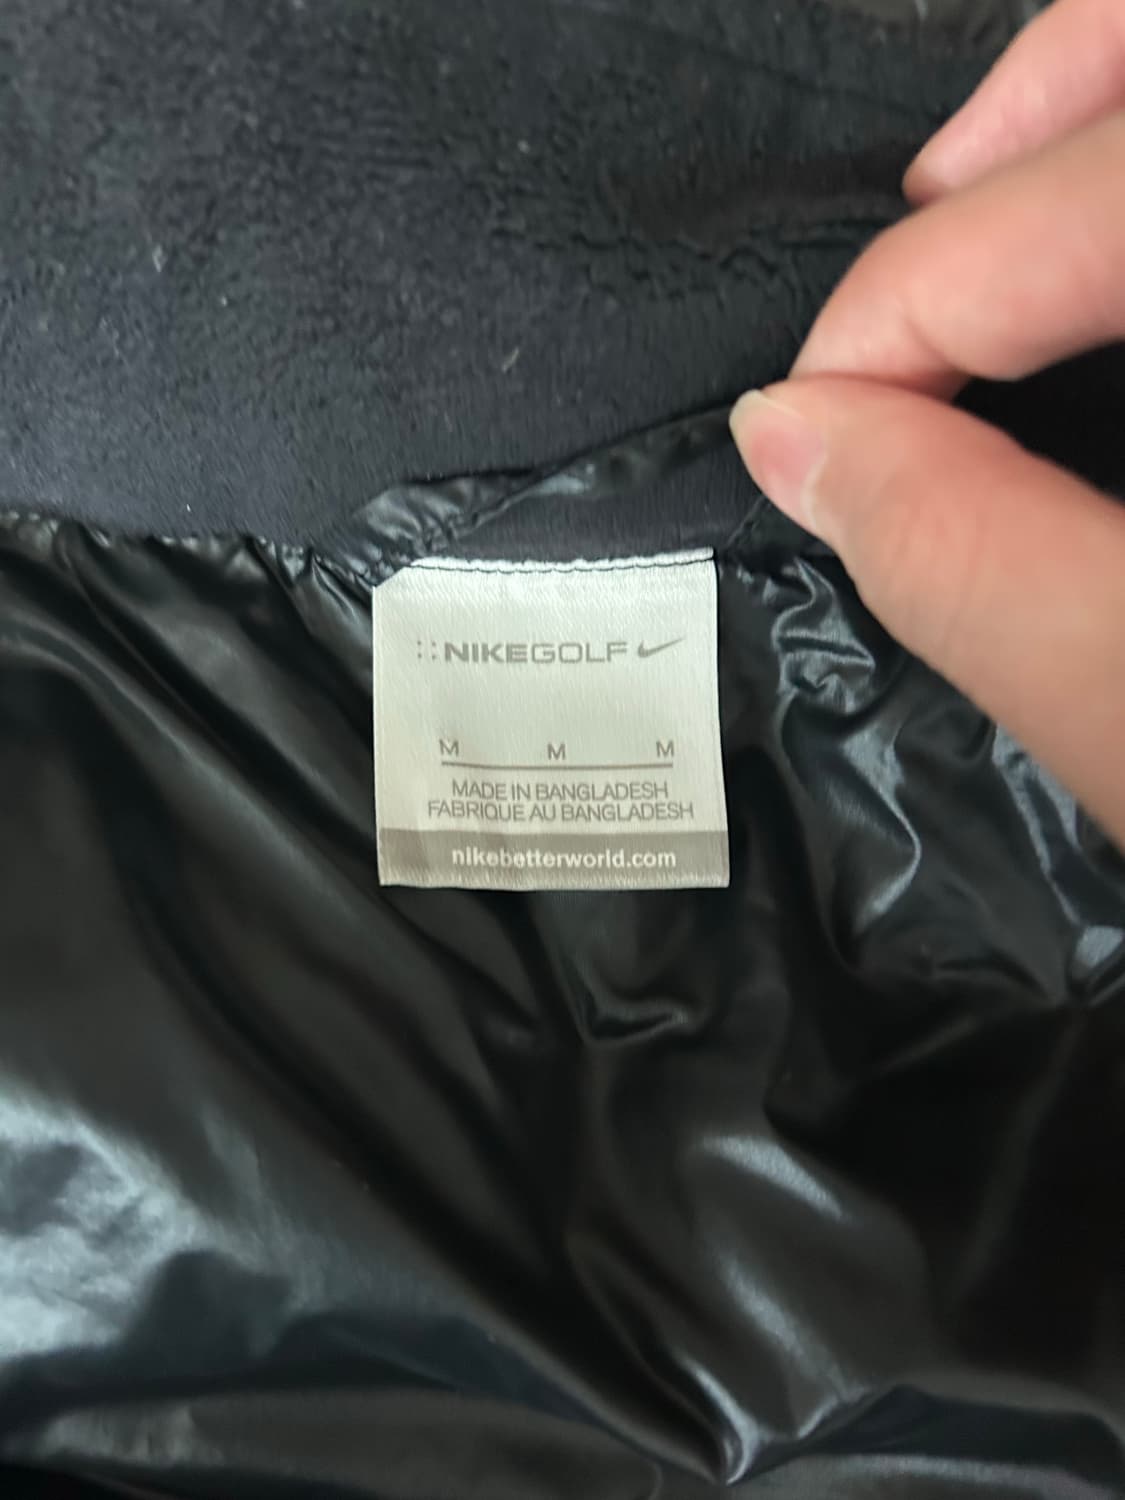 NIKEGOLF
M M M
MADE IN BANGLADESH
FABRIQUE AU BANGLADESH
nikebetterworld.com